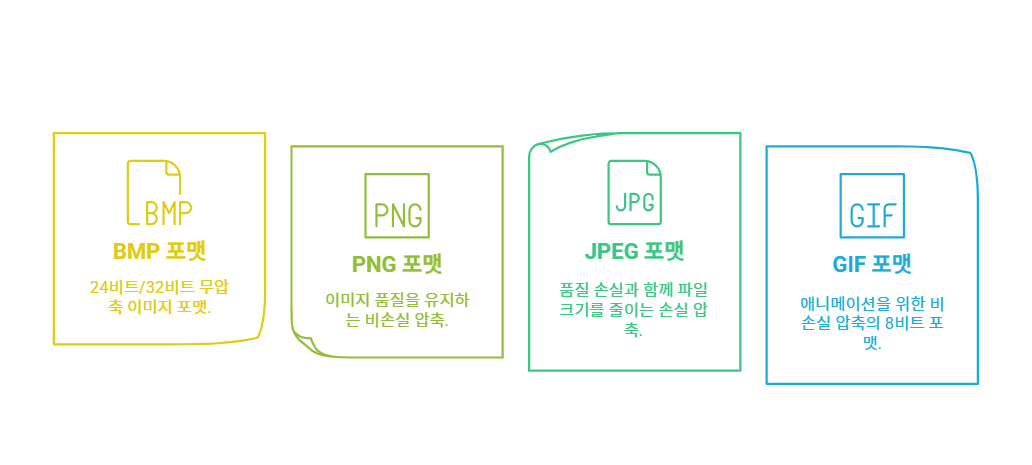 BMP
BMP 포맷
24비트/32비트 무압
축 이미지 포맷.
PNG
PNG 포맷
이미지 품질을 유지하
는 비손실 압축.
JPG
JPEG 포맷
품질 손실과 함께 파일
크기를 줄이는 손실 압
축.
GIF
GIF 포맷
애니메이션을 위한 비
손실 압축의 8비트 포
맷.